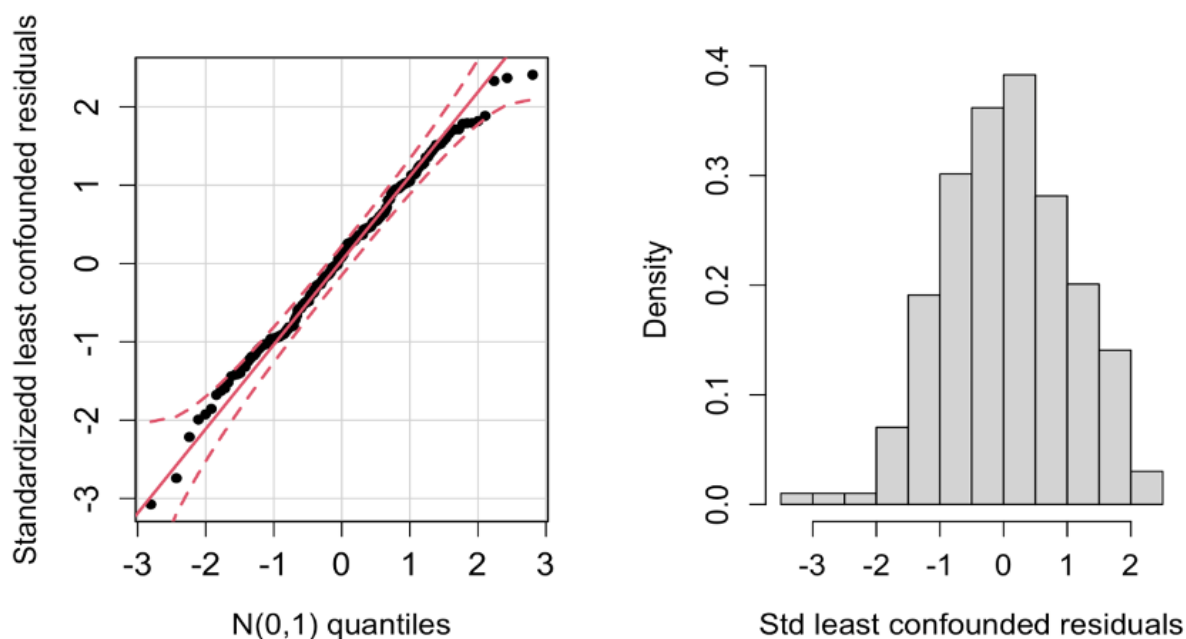 Standardizedd least confounded residuals
2
1
0
-1
-2
-3
-3 -2 -1 0 1 2 3
N(0,1) quantiles
Density
0.4
0.3
0.2
0.1
0.0
-3 -2 -1 0 1 2
Std least confounded residuals